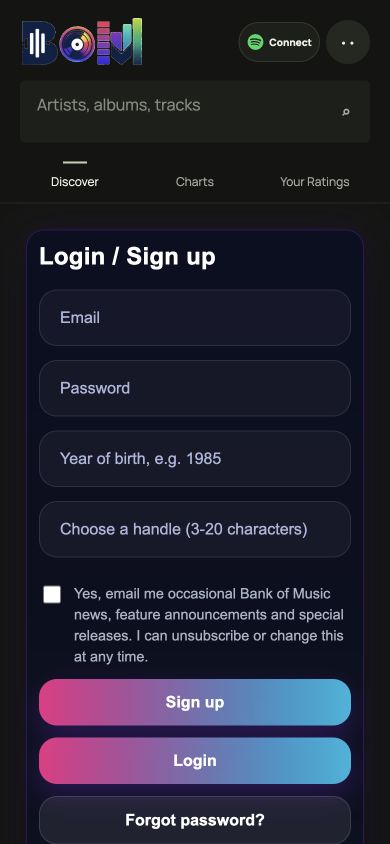 BOM
Connect
Artists, albums, tracks
Discover
Charts
Your Ratings
Login / Sign up
Email
Password
Year of birth, e.g. 1985
Choose a handle (3-20 characters)
Yes, email me occasional Bank of Music
news, feature announcements and special
releases. I can unsubscribe or change this
at any time.
Sign up
Login
Forgot password?